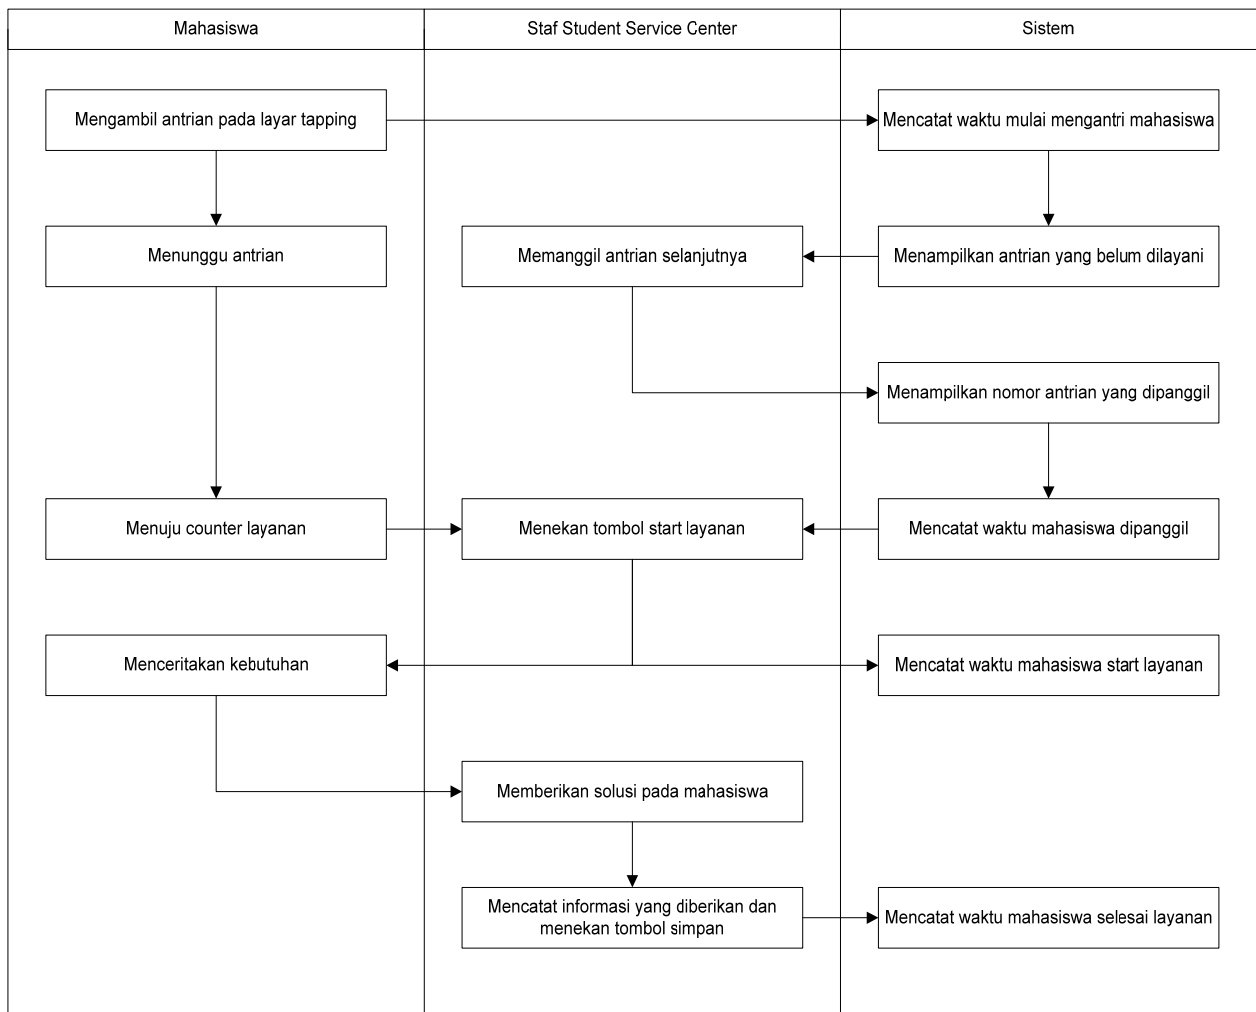 Mahasiswa
Staf Student Service Center
Sistem
Mengambil antrian pada layar tapping
Mencatat waktu mulai mengantri mahasiswa
Menunggu antrian
Memanggil antrian selanjutnya
Menampilkan antrian yang belum dilayani
Menampilkan nomor antrian yang dipanggil
Menuju counter layanan
Menekan tombol start layanan
Mencatat waktu mahasiswa dipanggil
Menceritakan kebutuhan
Mencatat waktu mahasiswa start layanan
Memberikan solusi pada mahasiswa
Mencatat informasi yang diberikan dan
menekan tombol simpan
Mencatat waktu mahasiswa selesai layanan